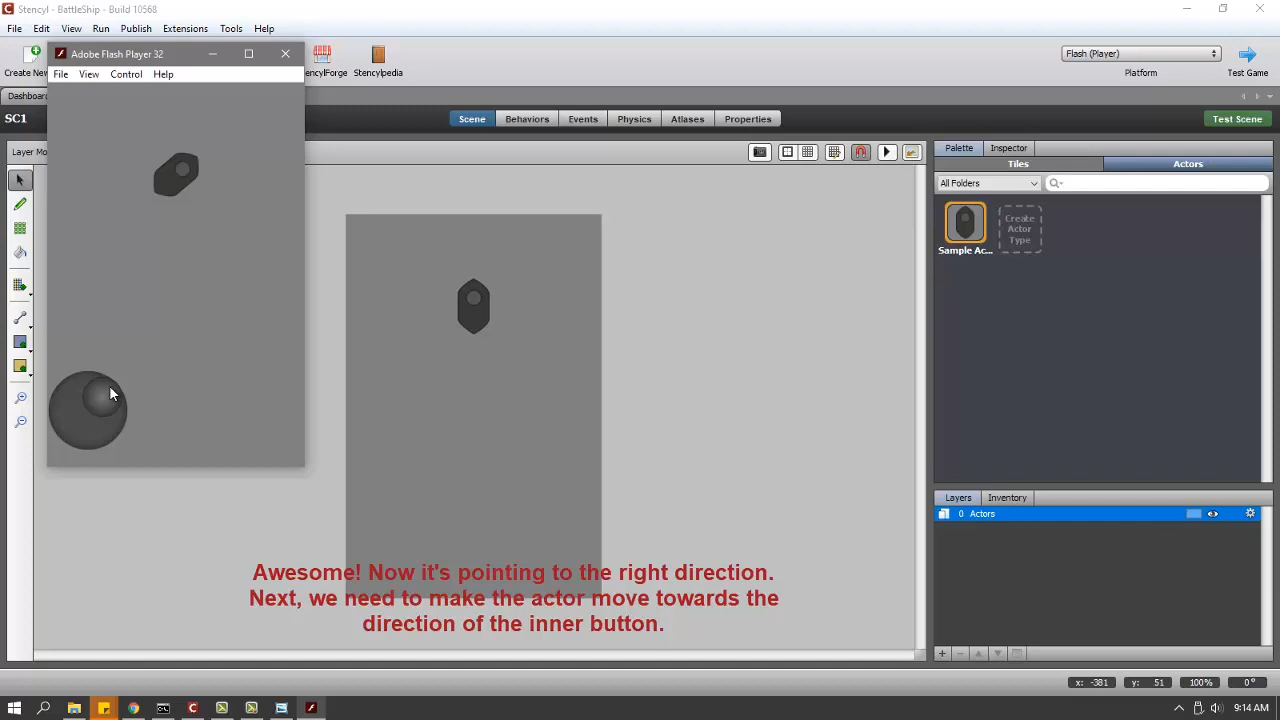 Stencyl - BattleShip - Build 10568
File Edit View Run Publish Extensions Tools Help
Create New
StencylForge
Stencylpedia
Flash (Player)
Platform
Test Game
Adobe Flash Player 32
File View Control Help
Dashboard
SC1
Scene Behaviors Events Physics Atlases Properties
Test Scene
Layer Mo
Palette Inspector
Tiles Actors
All Folders
Create
Actor
Type
Sample Ac...
Awesome! Now it's pointing to the right direction.
Next, we need to make the actor move towards the
direction of the inner button.
Layers Inventory
0 Actors
x: -381 y: 51 100% 0°
9:14 AM